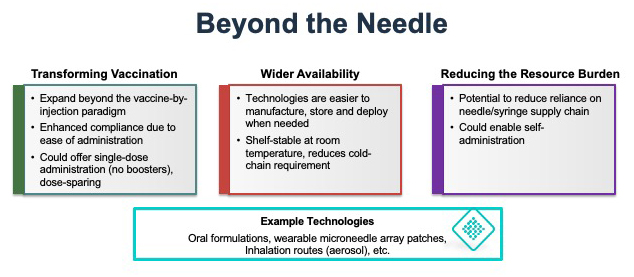 Beyond the Needle
Transforming Vaccination
• Expand beyond the vaccine-by-
injection paradigm
• Enhanced compliance due to
ease of administration
• Could offer single-dose
administration (no boosters),
dose-sparing
Wider Availability
• Technologies are easier to
manufacture, store and deploy
when needed
• Shelf-stable at room
temperature, reduces cold-
chain requirement
Reducing the Resource Burden
• Potential to reduce reliance on
needle/syringe supply chain
• Could enable self-
administration
Example Technologies
Oral formulations, wearable microneedle array patches,
Inhalation routes (aerosol), etc.